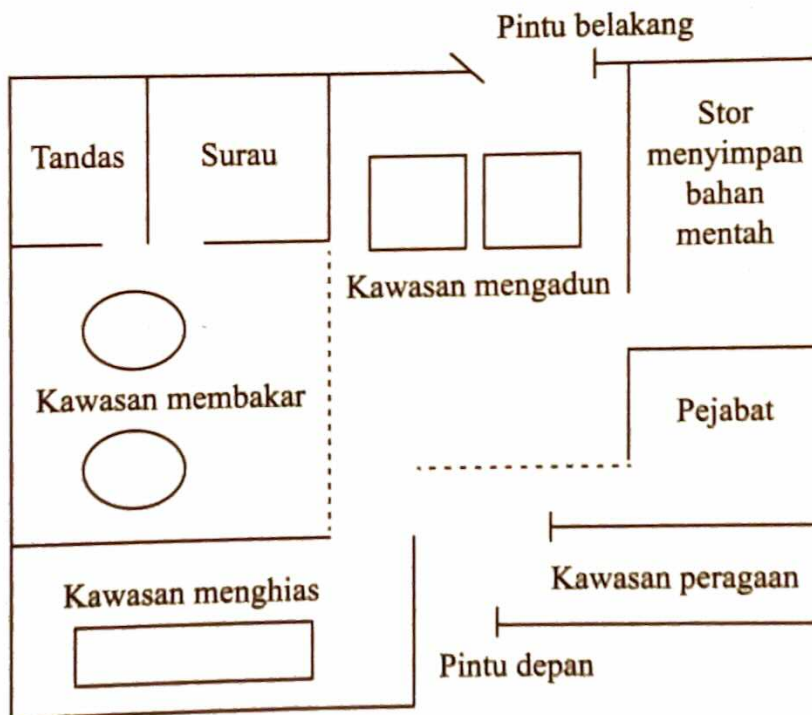 Pintu belakang
Tandas
Surau
Stor
menyimpan
bahan
mentah
Kawasan mengadun
Kawasan membakar
Pejabat
Kawasan menghias
Kawasan peragaan
Pintu depan